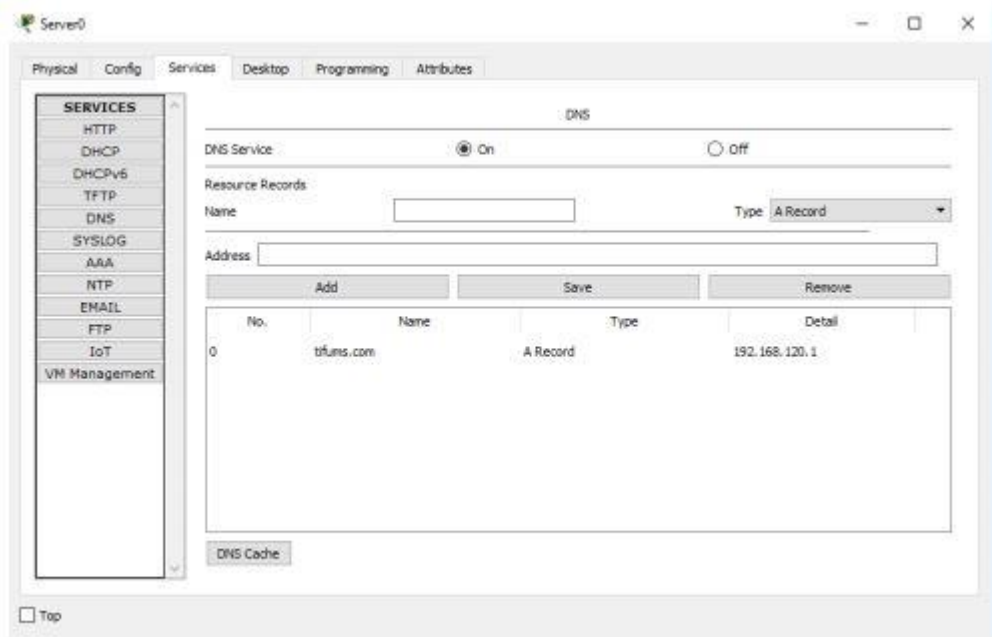 Server0
Physical Config Services Desktop Programming Attributes
SERVICES
HTTP
DHCP
DHCPv6
TFTP
DNS
SYSLOG
AAA
NTP
EMAIL
FTP
IoT
VM Management
DNS
DNS Service On Off
Resource Records
Name Type A Record
Address
Add Save Remove
No. Name Type Detail
0 tifums.com A Record 192.168.120.1
DNS Cache
Top